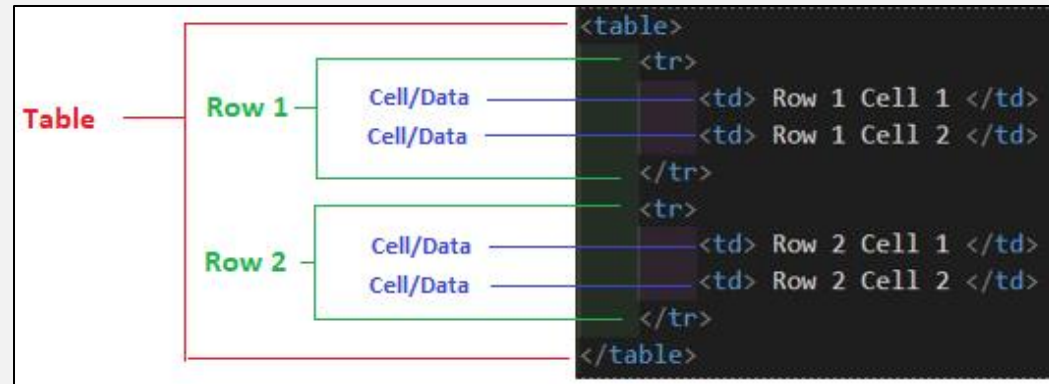 <table>
<tr>
Cell/Data <td> Row 1 Cell 1 </td>
Row 1
Table
Cell/Data <td> Row 1 Cell 2 </td>
</tr>
<tr>
Cell/Data <td> Row 2 Cell 1 </td>
Row 2
Cell/Data <td> Row 2 Cell 2 </td>
</tr>
</table>